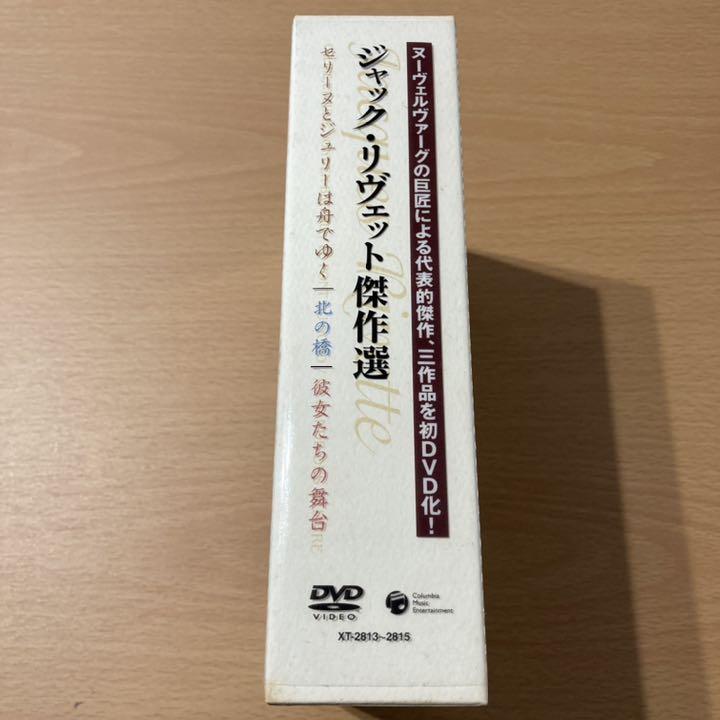 ヌーヴェルヴァーグの巨匠による代表的傑作、三作品を初DVD化!
ジャック・リヴェット傑作選
Jacques Rivette
セリーヌとジュリーは舟でゆく|北の橋|彼女たちの舞台
DVD
VIDEO
Columbia
Music
Entertainment
XT-2813~2815